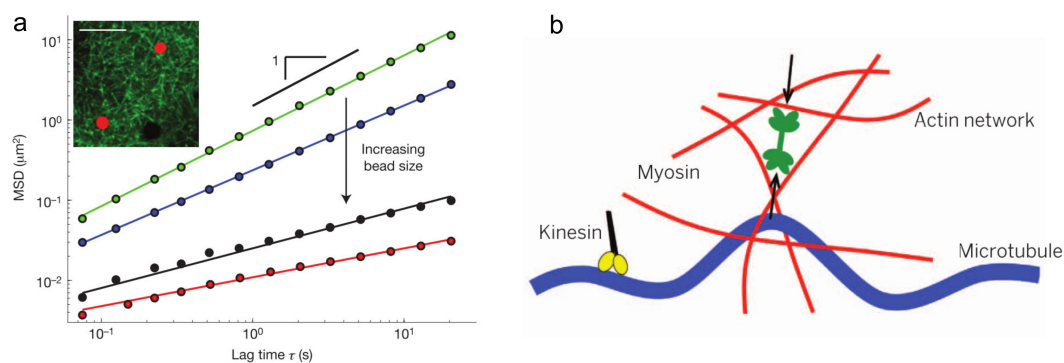 a
b
10¹
10⁰
10⁻¹
10⁻²
MSD (μm²)
1
Increasing
bead size
10⁻¹
10⁰
10¹
Lag time τ (s)
Actin network
Myosin
Kinesin
Microtubule